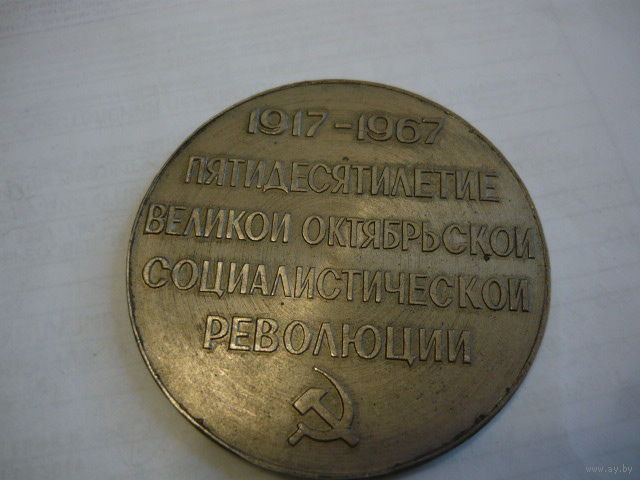 1917-1967
ПЯТИДЕСЯТИЛЕТИЕ
ВЕЛИКОЙ ОКТЯБРЬСКОЙ
СОЦИАЛИСТИЧЕСКОЙ
РЕВОЛЮЦИИ
www.ay.by